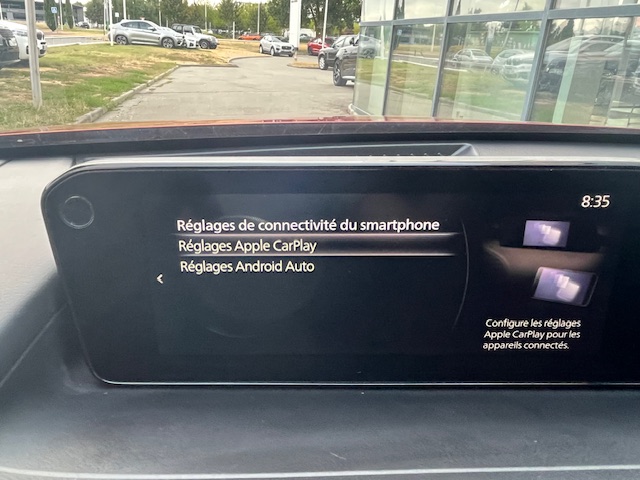 8:35
Réglages de connectivité du smartphone
Réglages Apple CarPlay
Réglages Android Auto
Configure les réglages
Apple CarPlay pour les
appareils connectés.